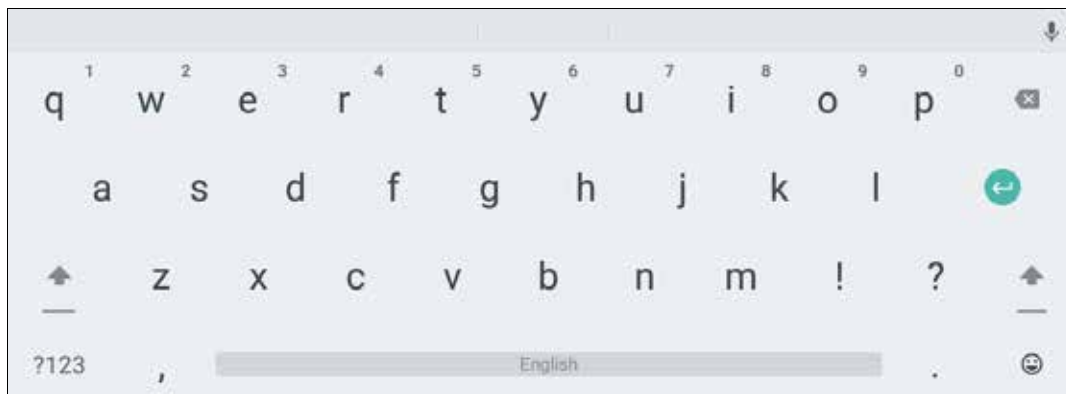 1 2 3 4 5 6 7 8 9 0
q w e r t y u i o p
a s d f g h j k l
z x c v b n m ! ?
?123 , English .